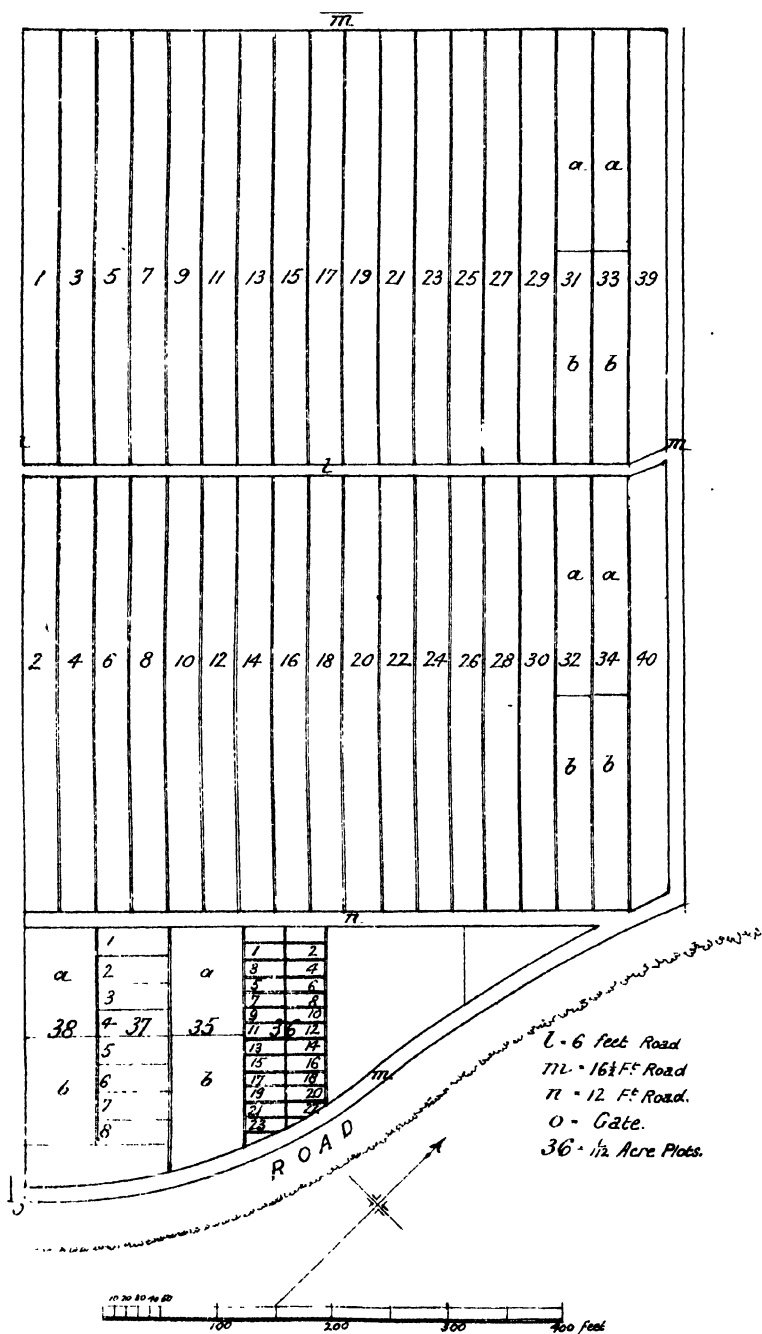 m
a a
1 3 5 7 9 11 13 15 17 19 21 23 25 27 29 31 33 39
b b
l l m
a a
2 4 6 8 10 12 14 16 18 20 22 24 26 28 30 32 34 40
b b
n
1
a 2 a
3
38 4 37 35 36
5
b 6 b
7
8
1 2
3 4
5 6
7 8
9 10
11 12
13 14
15 16
17 18
19 20
21 22
23
m
ROAD
l - 6 feet Road
m - 16½ Ft Road
n - 12 Ft Road.
o - Gate.
36 - 1/12 Acre Plots.
10 20 30 40 50
100 200 300 400 feet